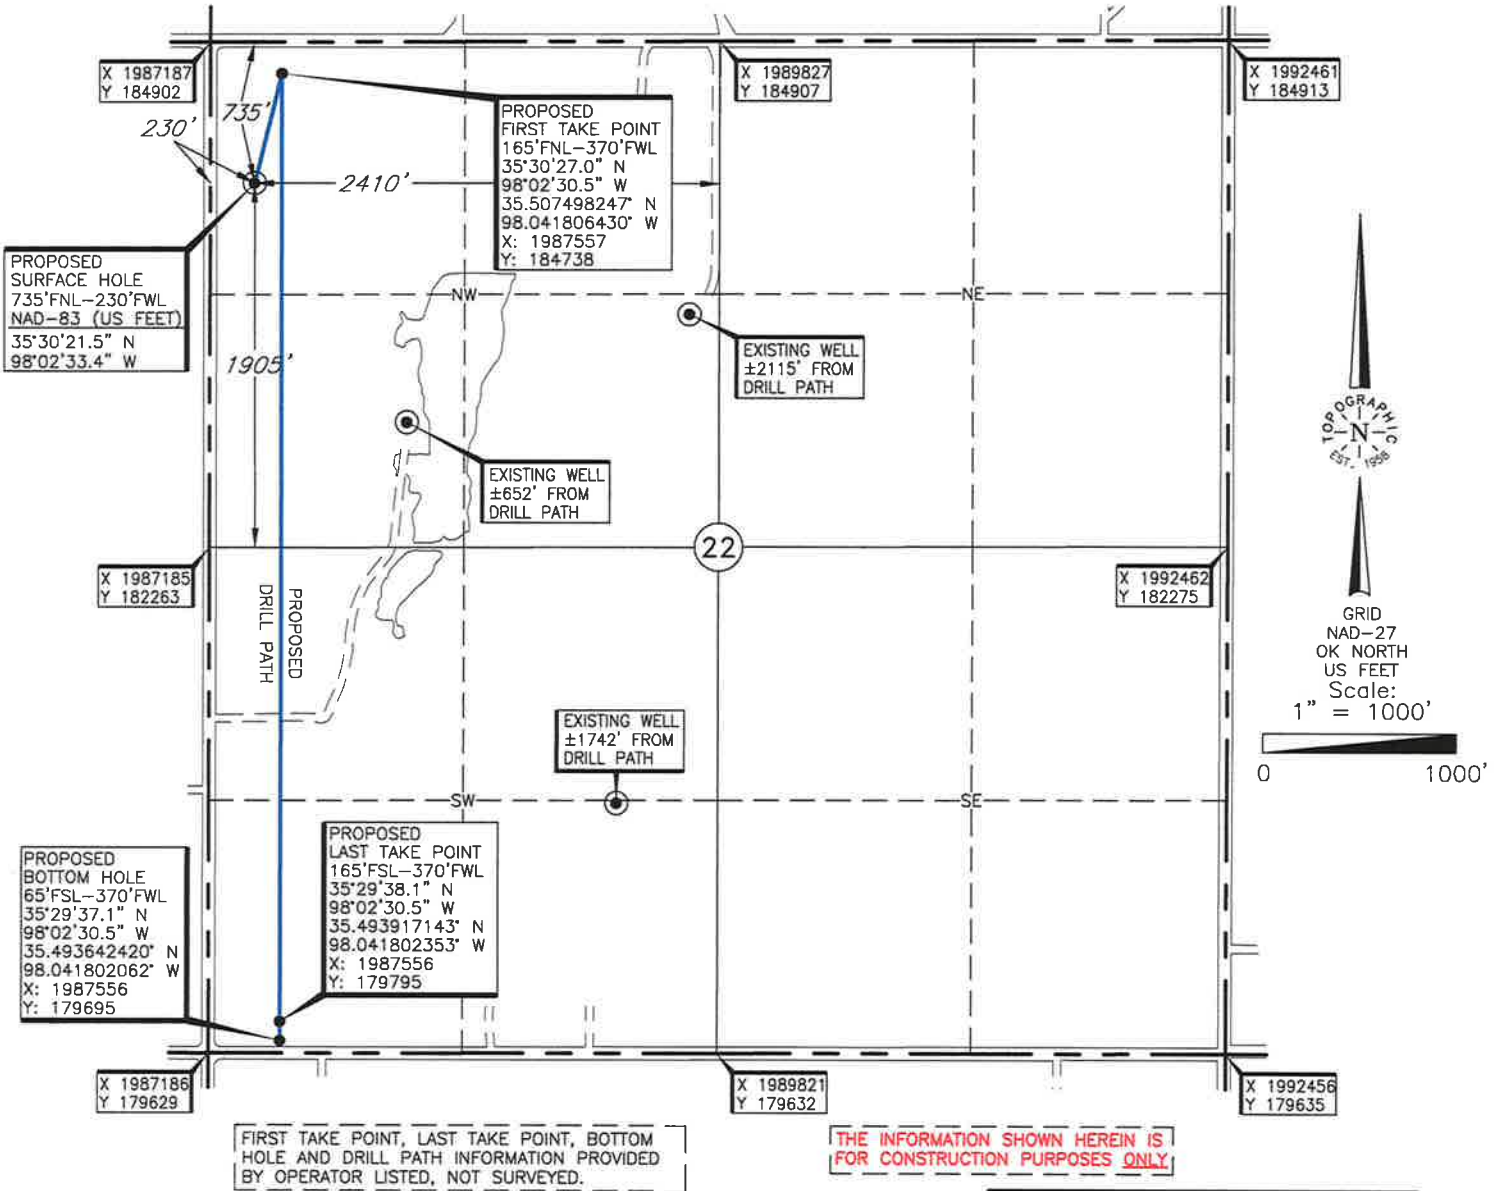 X 1987187
Y 184902
735'
230'
PROPOSED
FIRST TAKE POINT
165'FNL-370'FWL
35°30'27.0" N
98°02'30.5" W
35.507498247° N
98.041806430° W
X: 1987557
Y: 184738
X 1989827
Y 184907
X 1992461
Y 184913
2410'
PROPOSED
SURFACE HOLE
735'FNL-230'FWL
NAD-83 (US FEET)
35°30'21.5" N
98°02'33.4" W
NW
NE
1905'
EXISTING WELL
±2115' FROM
DRILL PATH
EXISTING WELL
±652' FROM
DRILL PATH
TOPOGRAPHIC
N
EST. 1958
22
X 1987185
Y 182263
PROPOSED
DRILL PATH
X 1992462
Y 182275
GRID
NAD-27
OK NORTH
US FEET
Scale:
1" = 1000'
0 1000'
EXISTING WELL
±1742' FROM
DRILL PATH
SW
SE
PROPOSED
BOTTOM HOLE
65'FSL-370'FWL
35°29'37.1" N
98°02'30.5" W
35.493642420° N
98.041802062° W
X: 1987556
Y: 179695
PROPOSED
LAST TAKE POINT
165'FSL-370'FWL
35°29'38.1" N
98°02'30.5" W
35.493917143° N
98.041802353° W
X: 1987556
Y: 179795
X 1987186
Y 179629
X 1989821
Y 179632
X 1992456
Y 179635
FIRST TAKE POINT, LAST TAKE POINT, BOTTOM
HOLE AND DRILL PATH INFORMATION PROVIDED
BY OPERATOR LISTED, NOT SURVEYED.
THE INFORMATION SHOWN HEREIN IS
FOR CONSTRUCTION PURPOSES ONLY